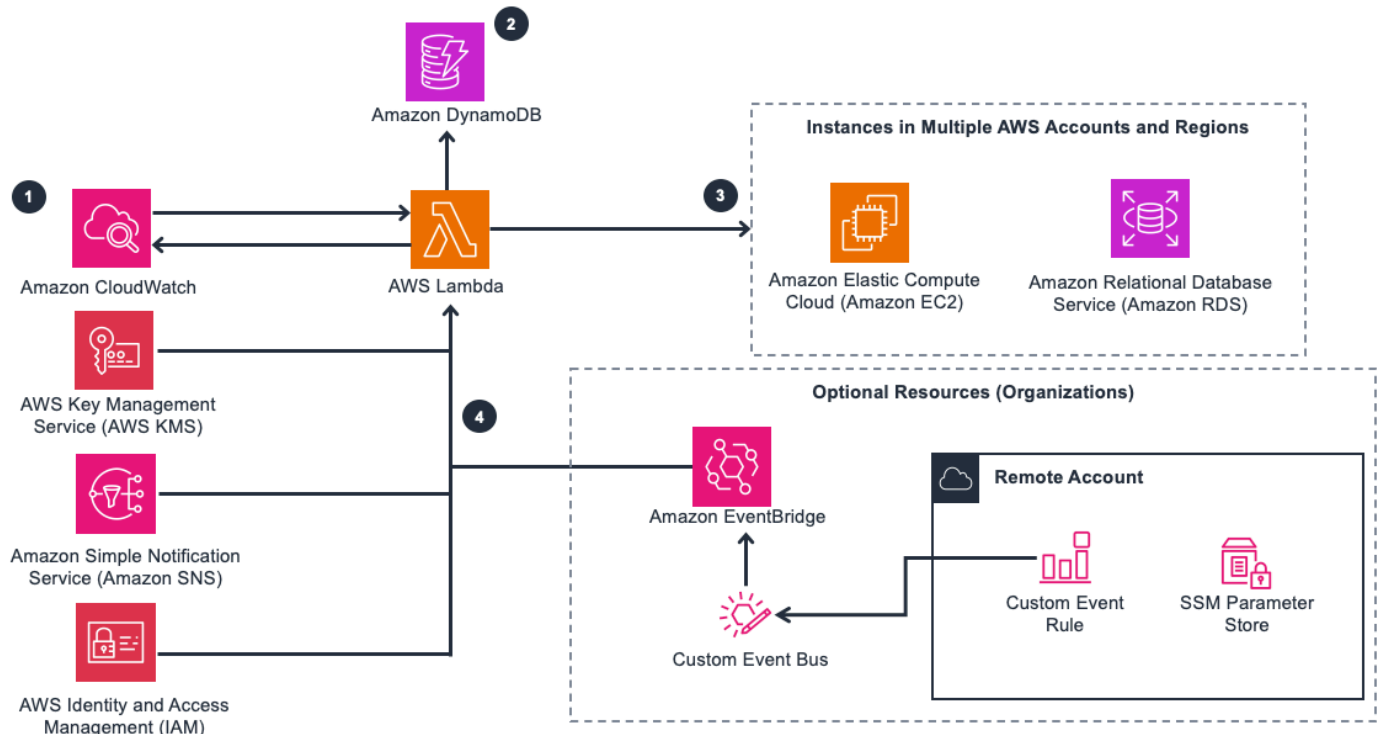 2
Amazon DynamoDB
Instances in Multiple AWS Accounts and Regions
1
3
Amazon CloudWatch
AWS Lambda
Amazon Elastic Compute
Cloud (Amazon EC2)
Amazon Relational Database
Service (Amazon RDS)
AWS Key Management
Service (AWS KMS)
4
Optional Resources (Organizations)
Amazon EventBridge
Remote Account
Amazon Simple Notification
Service (Amazon SNS)
Custom Event
Rule
SSM Parameter
Store
Custom Event Bus
AWS Identity and Access
Management (IAM)